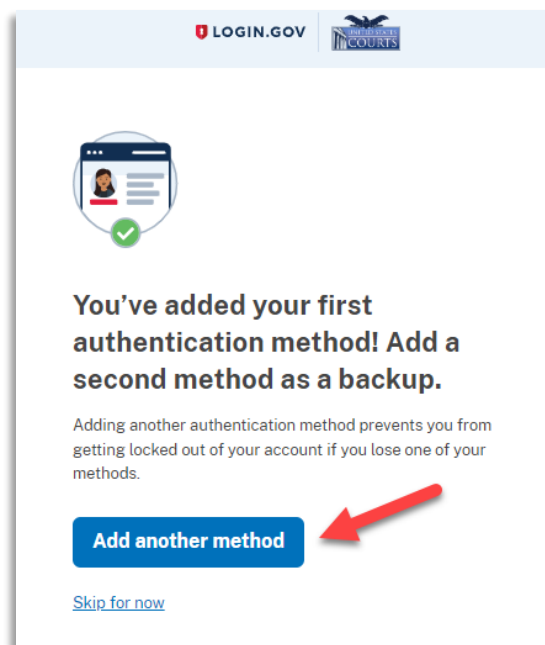 LOGIN.GOV
UNITED STATES
COURTS
You’ve added your first
authentication method! Add a
second method as a backup.
Adding another authentication method prevents you from
getting locked out of your account if you lose one of your
methods.
Add another method
Skip for now